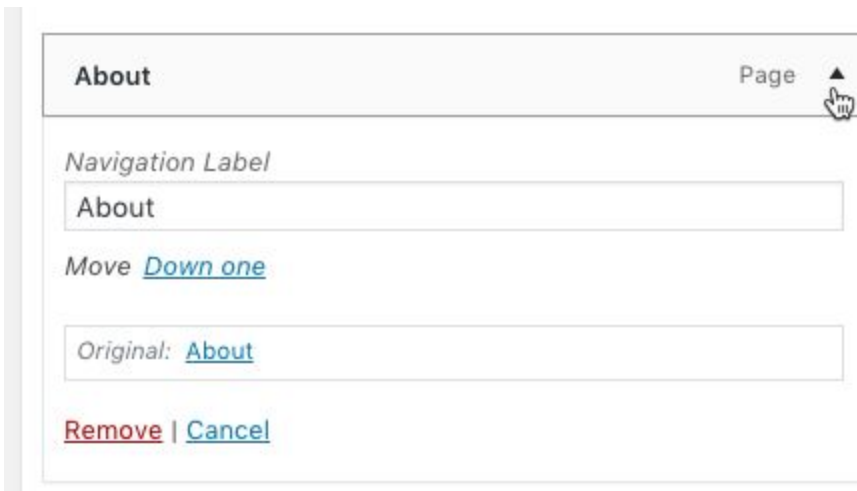 About Page
Navigation Label
About
Move Down one
Original: About
Remove | Cancel